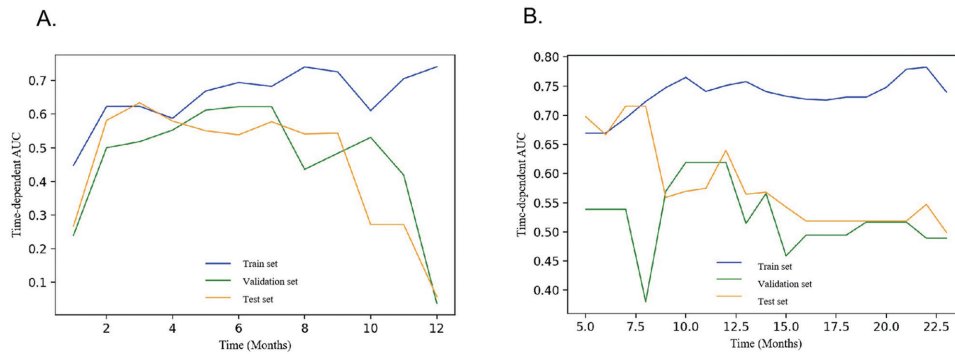 A.
B.
0.7
0.6
0.5
0.4
0.3
0.2
0.1
Time-dependent AUC
Train set
Validation set
Test set
2 4 6 8 10 12
Time (Months)
0.80
0.75
0.70
0.65
0.60
0.55
0.50
0.45
0.40
Time-dependent AUC
Train set
Validation set
Test set
5.0 7.5 10.0 12.5 15.0 17.5 20.0 22.5
Time (Months)